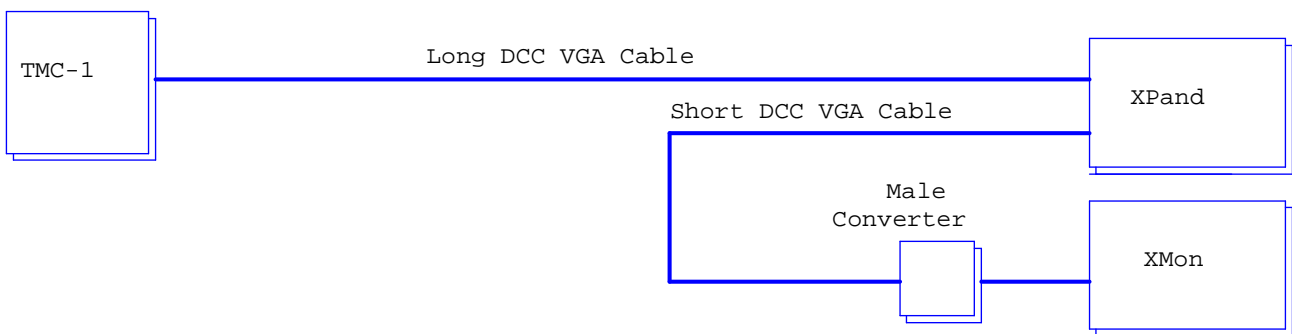 Long DCC VGA Cable
TMC-1
XPand
Short DCC VGA Cable
Male
Converter
XMon